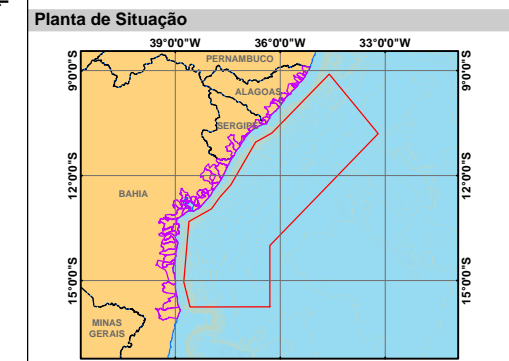 Planta de Situação
39°0'0"W 36°0'0"W 33°0'0"W
9°0'0"S 9°0'0"S
PERNAMBUCO
ALAGOAS
SERGIPE
12°0'0"S 12°0'0"S
BAHIA
15°0'0"S 15°0'0"S
MINAS
GERAIS